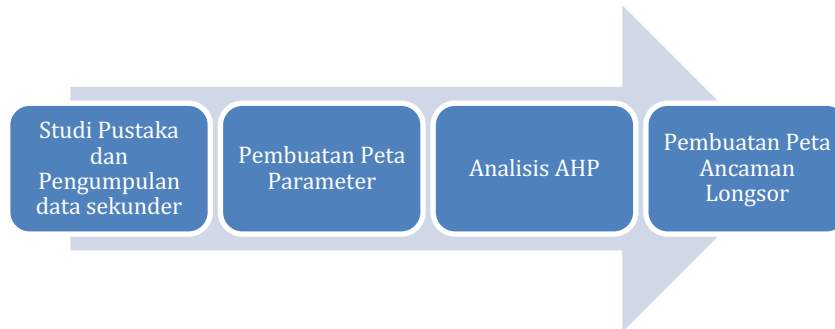 Studi Pustaka
dan
Pengumpulan
data sekunder
Pembuatan Peta
Parameter
Analisis AHP
Pembuatan Peta
Ancaman
Longsor